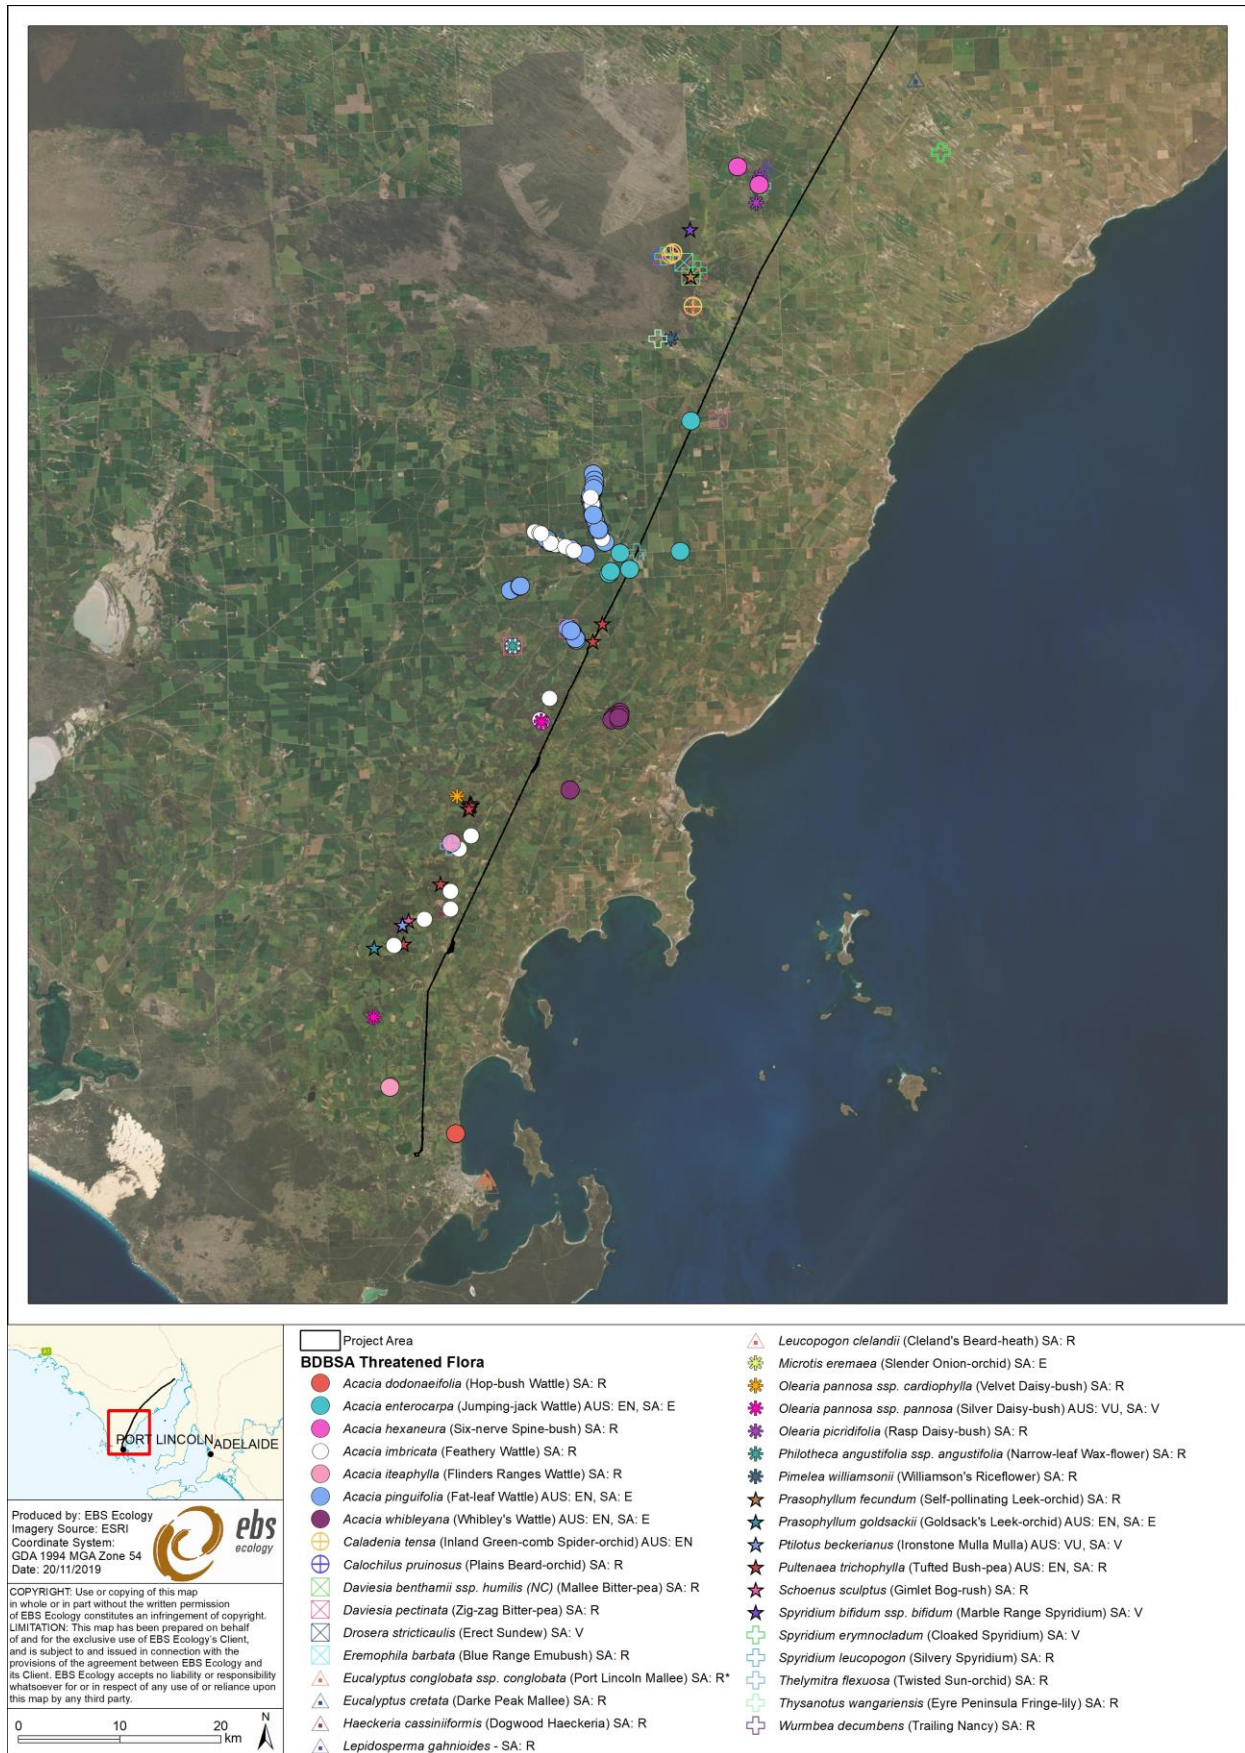 PORT LINCOLN
ADELAIDE
Produced by: EBS Ecology
Imagery Source: ESRI
Coordinate System:
GDA 1994 MGA Zone 54
Date: 20/11/2019
ebs
ecology
COPYRIGHT: Use or copying of this map
in whole or in part without the written permission
of EBS Ecology constitutes an infringement of copyright.
LIMITATION: This map has been prepared on behalf
of and for the exclusive use of EBS Ecology's Client,
and is subject to and issued in connection with the
provisions of the agreement between EBS Ecology and
its Client. EBS Ecology accepts no liability or responsibility
whatsoever for or in respect of any use of or reliance upon
this map by any third party.
0 10 20
km
N
Project Area
BDBSA Threatened Flora
Acacia dodonaeifolia (Hop-bush Wattle) SA: R
Acacia enterocarpa (Jumping-jack Wattle) AUS: EN, SA: E
Acacia hexaneura (Six-nerve Spine-bush) SA: R
Acacia imbricata (Feathery Wattle) SA: R
Acacia iteaphylla (Flinders Ranges Wattle) SA: R
Acacia pinguifolia (Fat-leaf Wattle) AUS: EN, SA: E
Acacia whibleyana (Whibley's Wattle) AUS: EN, SA: E
Caladenia tensa (Inland Green-comb Spider-orchid) AUS: EN
Calochilus pruinosus (Plains Beard-orchid) SA: R
Daviesia benthamii ssp. humilis (NC) (Mallee Bitter-pea) SA: R
Daviesia pectinata (Zig-zag Bitter-pea) SA: R
Drosera stricticaulis (Erect Sundew) SA: V
Eremophila barbata (Blue Range Emubush) SA: R
Eucalyptus conglobata ssp. conglobata (Port Lincoln Mallee) SA: R*
Eucalyptus cretata (Darke Peak Mallee) SA: R
Haeckeria cassiniiformis (Dogwood Haeckeria) SA: R
Lepidosperma gahnioides - SA: R
Leucopogon clelandii (Cleland's Beard-heath) SA: R
Microtis eremaea (Slender Onion-orchid) SA: E
Olearia pannosa ssp. cardiophylla (Velvet Daisy-bush) SA: R
Olearia pannosa ssp. pannosa (Silver Daisy-bush) AUS: VU, SA: V
Olearia picridifolia (Rasp Daisy-bush) SA: R
Philotheca angustifolia ssp. angustifolia (Narrow-leaf Wax-flower) SA: R
Pimelea williamsonii (Williamson's Riceflower) SA: R
Prasophyllum fecundum (Self-pollinating Leek-orchid) SA: R
Prasophyllum goldsackii (Goldsack's Leek-orchid) AUS: EN, SA: E
Ptilotus beckerianus (Ironstone Mulla Mulla) AUS: VU, SA: V
Pultenaea trichophylla (Tufted Bush-pea) AUS: EN, SA: R
Schoenus sculptus (Gimlet Bog-rush) SA: R
Spyridium bifidum ssp. bifidum (Marble Range Spyridium) SA: V
Spyridium erymnocladum (Cloaked Spyridium) SA: V
Spyridium leucopogon (Silvery Spyridium) SA: R
Thelymitra flexuosa (Twisted Sun-orchid) SA: R
Thysanotus wangariensis (Eyre Peninsula Fringe-lily) SA: R
Wurmbea decumbens (Trailing Nancy) SA: R